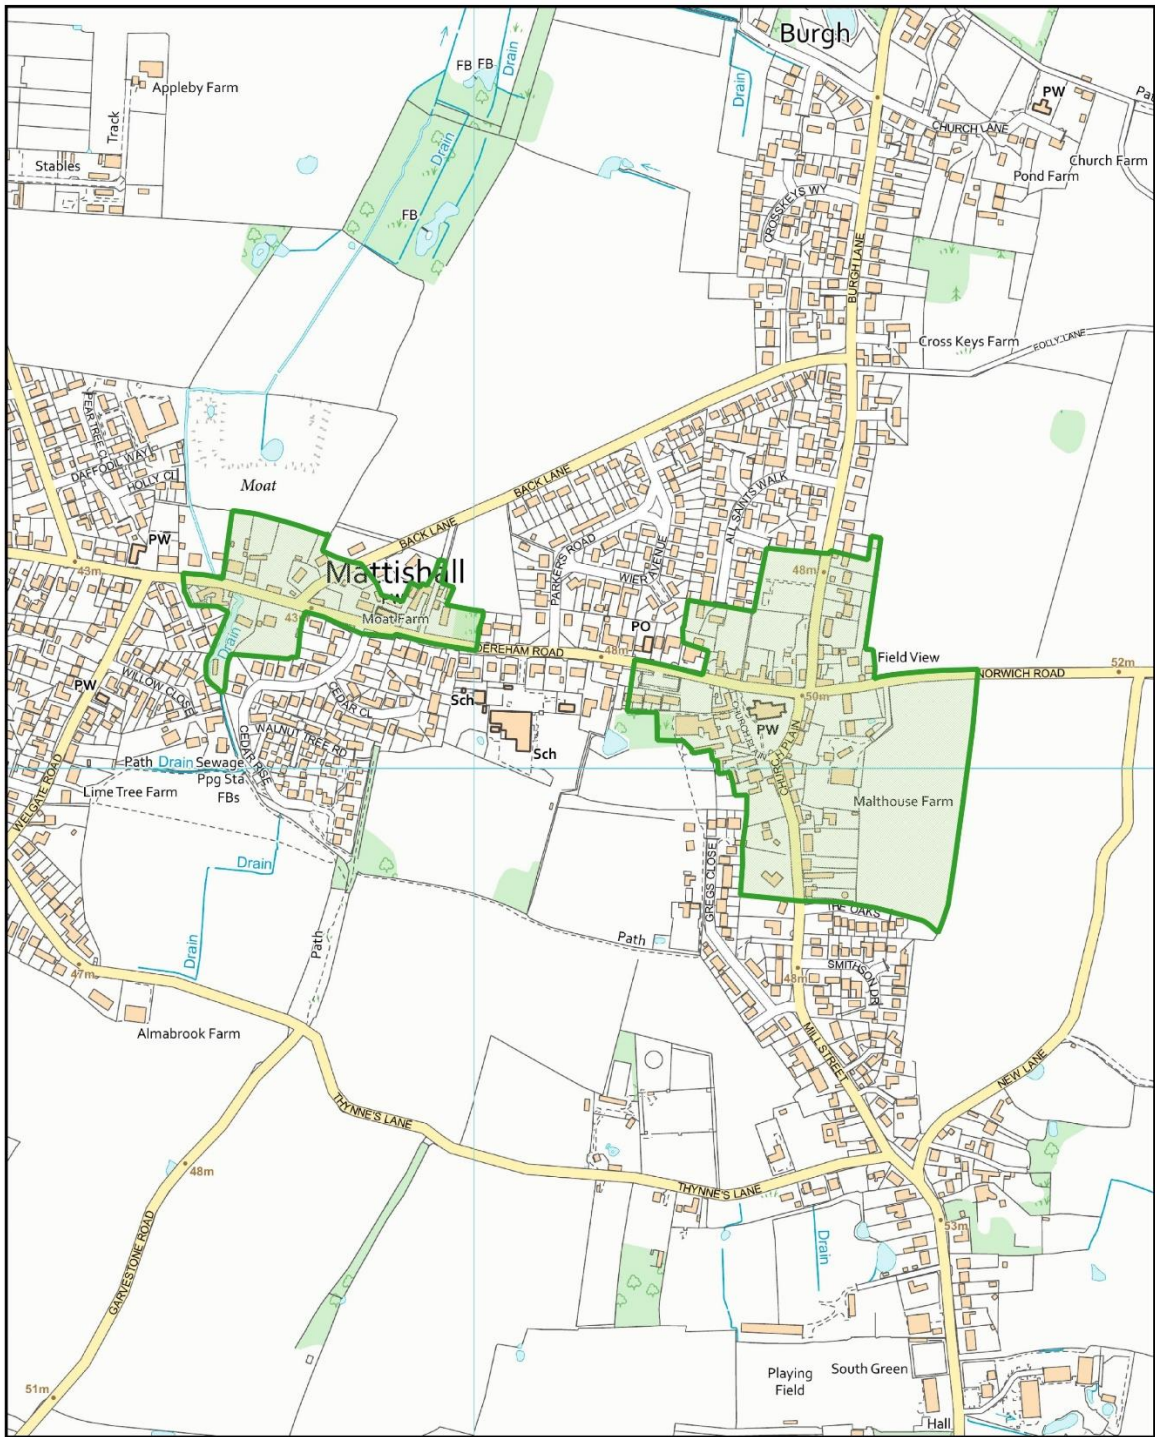 Burgh
Drain
FB
FB
Drain
PW
Appleby Farm
Track
CHURCH LANE
Drain
Church Farm
Stables
Pond Farm
FB
CROSSKEYS WY
BURGH LANE
Cross Keys Farm
FOLLY LANE
PEAR TREE CL
DAFFODIL WAY
HOLLY CL
Moat
BACK LANE
ALL SAINTS WALK
BACK LANE
PW
43m
Mattishall
PARKERS ROAD
WIER AVENUE
48m
43m
Moat Farm
PO
DEREHAM ROAD
48m
Field View
NORWICH ROAD
52m
Drain
PW
WILLOW CLOSE
CEDAR CL
Sch
50m
CHURCH PLAIN
PW
CEDAR RISE
WALNUT TREE RD
Sch
CHURCH PLAIN
Path
Drain
Sewage
Ppg Sta
FBs
Lime Tree Farm
WELGATE ROAD
Malthouse Farm
Drain
GREGS CLOSE
THE OAKS
Path
Path
Drain
47m
SMITHSON DR
48m
Almabrook Farm
MILL STREET
NEW LANE
THYNNE'S LANE
48m
THYNNE'S LANE
GARVESTONE ROAD
53m
Drain
51m
Playing
Field
South Green
Hall